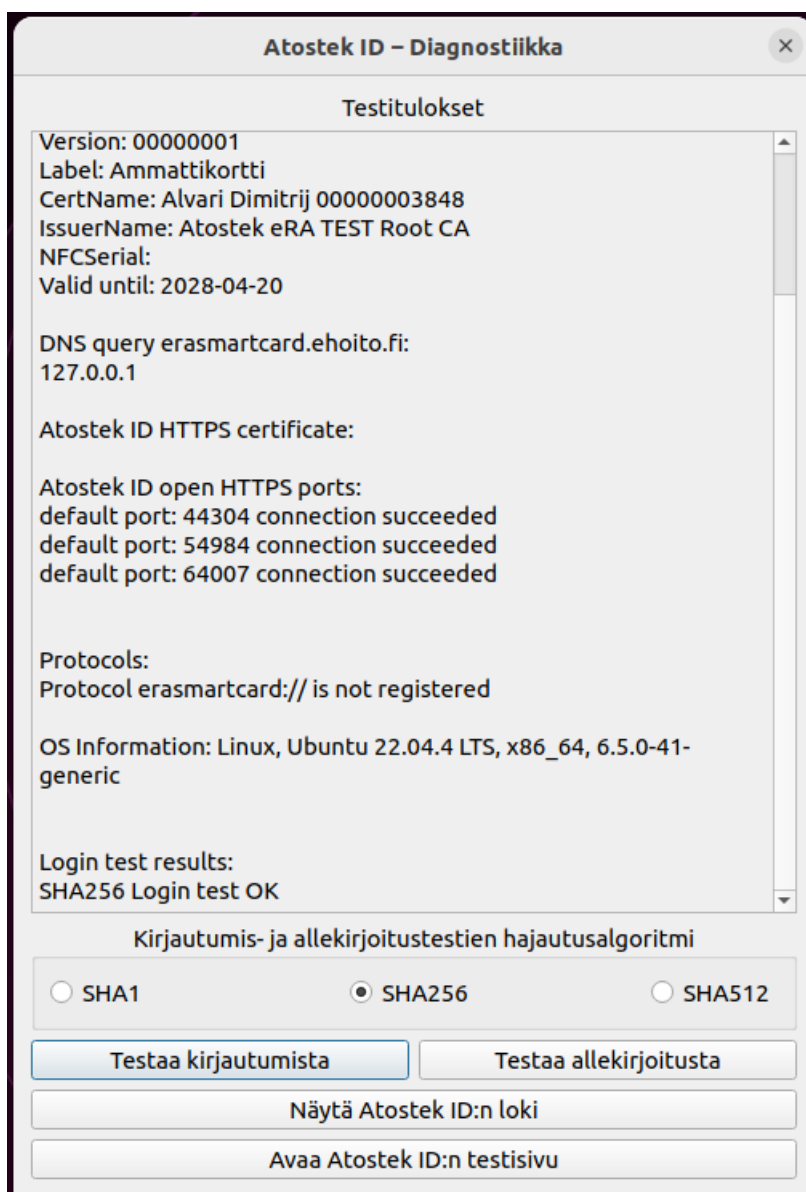 Atostek ID – Diagnostiikka
Testitulokset
Version: 00000001
Label: Ammattikortti
CertName: Alvari Dimitrij 00000003848
IssuerName: Atostek eRA TEST Root CA
NFCSerial:
Valid until: 2028-04-20
DNS query erasmartcard.ehoito.fi:
127.0.0.1
Atostek ID HTTPS certificate:
Atostek ID open HTTPS ports:
default port: 44304 connection succeeded
default port: 54984 connection succeeded
default port: 64007 connection succeeded
Protocols:
Protocol erasmartcard:// is not registered
OS Information: Linux, Ubuntu 22.04.4 LTS, x86_64, 6.5.0-41-
generic
Login test results:
SHA256 Login test OK
Kirjautumis- ja allekirjoitustestien hajautusalgoritmi
SHA1 SHA256 SHA512
Testaa kirjautumista Testaa allekirjoitusta
Näytä Atostek ID:n loki
Avaa Atostek ID:n testisivu